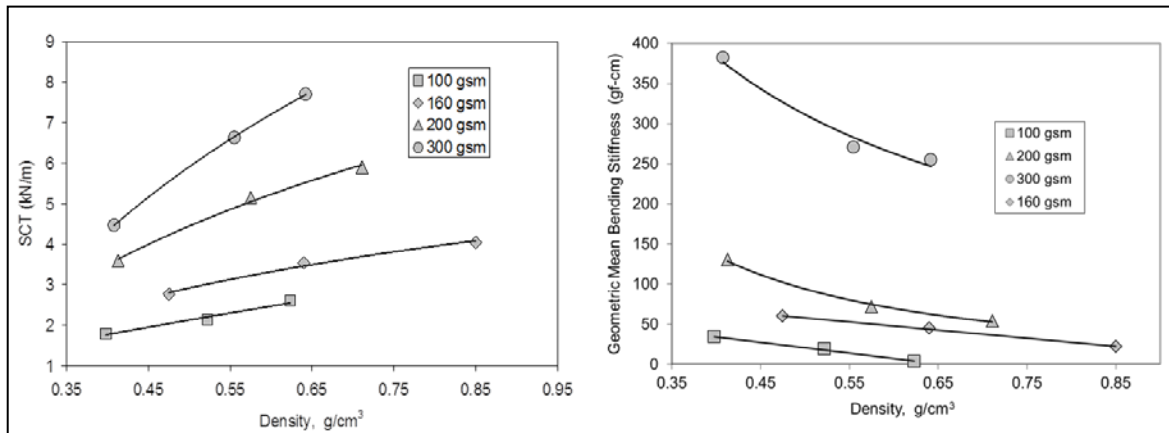 9
8
7
6
5
4
3
2
1
SCT (kN/m)
100 gsm
160 gsm
200 gsm
300 gsm
0.35 0.45 0.55 0.65 0.75 0.85 0.95
Density, g/cm³
400
350
300
250
200
150
100
50
0
Geometric Mean Bending Stiffness (gf-cm)
100 gsm
200 gsm
300 gsm
160 gsm
0.35 0.45 0.55 0.65 0.75 0.85
Density, g/cm³